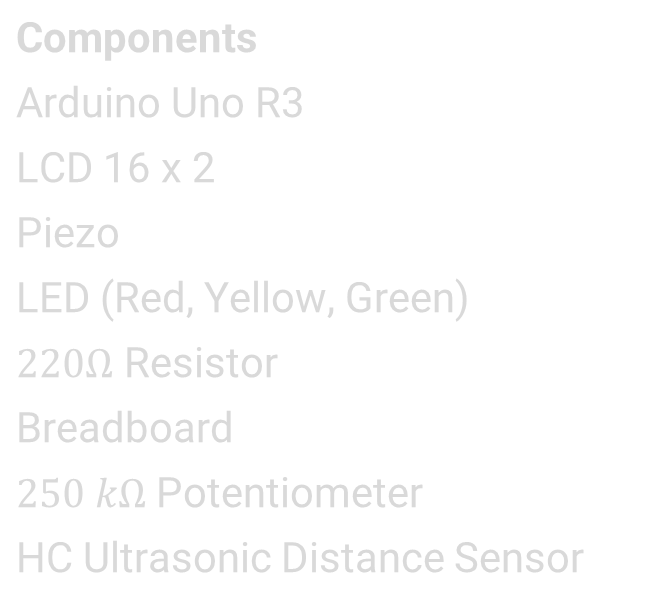 Components
Arduino Uno R3
LCD 16 x 2
Piezo
LED (Red, Yellow, Green)
220Ω Resistor
Breadboard
250 kΩ Potentiometer
HC Ultrasonic Distance Sensor